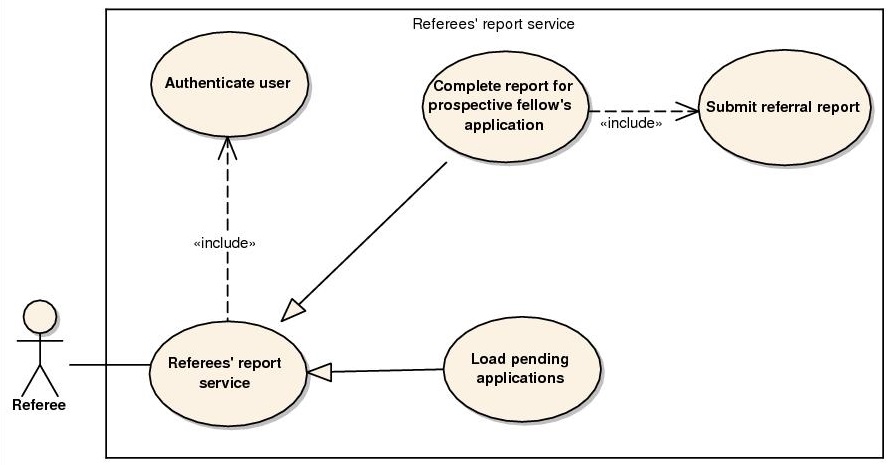 Referees' report service
Authenticate user
Complete report for
prospective fellow's
application
«include»
Submit referral report
«include»
Referees' report
service
Load pending
applications
Referee